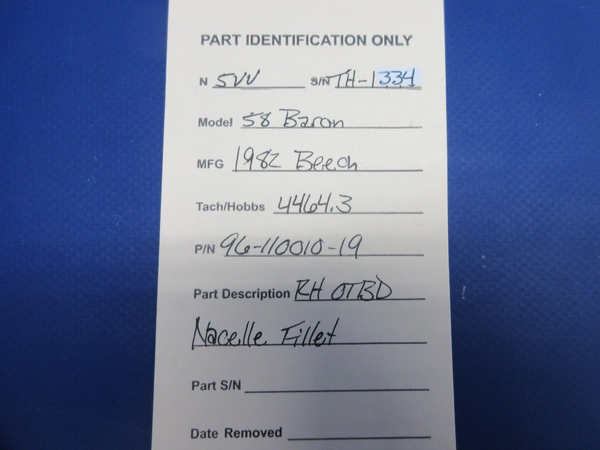 PART IDENTIFICATION ONLY
N 5VV S/N TH-1334
Model 58 Baron
MFG 1982 Beech
Tach/Hobbs 4464.3
P/N 96-110010-19
Part Description RH OTBD
Nacelle Fillet
Part S/N
Date Removed